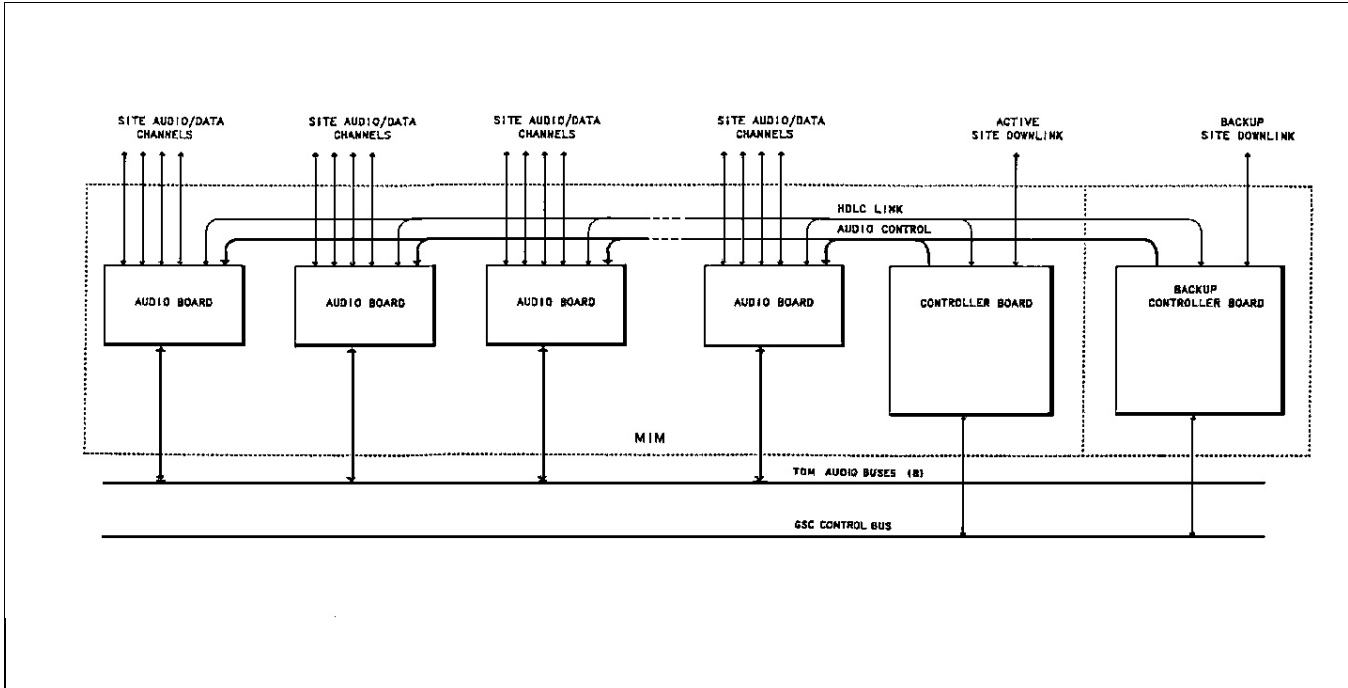 SITE AUDIO/DATA
CHANNELS
SITE AUDIO/DATA
CHANNELS
SITE AUDIO/DATA
CHANNELS
SITE AUDIO/DATA
CHANNELS
ACTIVE
SITE DOWNLINK
BACKUP
SITE DOWNLINK
HDLC LINK
AUDIO CONTROL
AUDIO BOARD
AUDIO BOARD
AUDIO BOARD
AUDIO BOARD
CONTROLLER BOARD
BACKUP
CONTROLLER BOARD
MIM
TDM AUDIO BUSES (8)
GSC CONTROL BUS